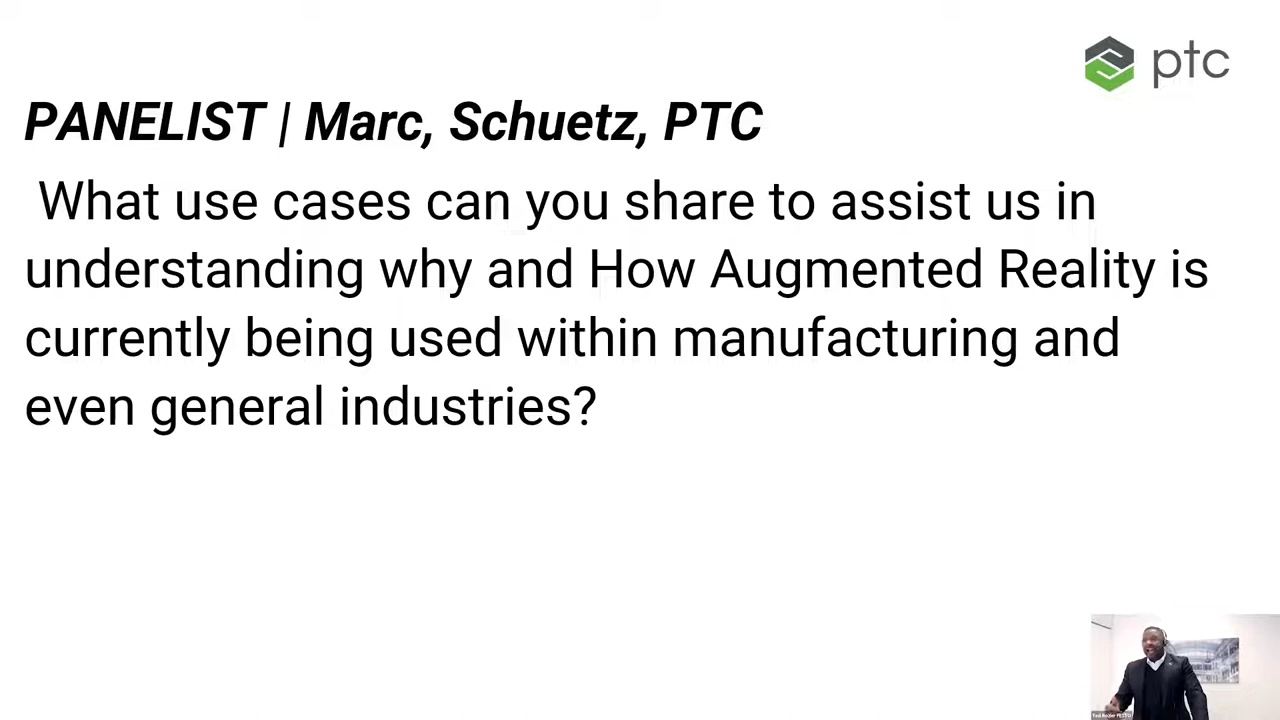 ptc
PANELIST | Marc, Schuetz, PTC
What use cases can you share to assist us in
understanding why and How Augmented Reality is
currently being used within manufacturing and
even general industries?